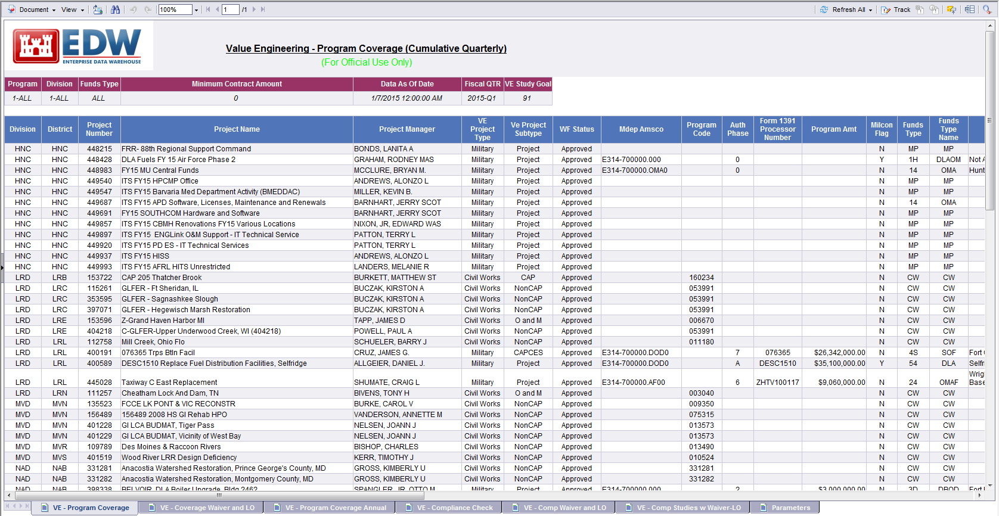 Document View 100% 1 /1 Refresh All Track
EDW
ENTERPRISE DATA WAREHOUSE
Value Engineering - Program Coverage (Cumulative Quarterly)
(For Official Use Only)
Program Division Funds Type Minimum Contract Amount Data As Of Date Fiscal QTR VE Study Goal
1-ALL 1-ALL ALL 0 1/7/2015 12:00:00 AM 2015-Q1 91
Division District Project Number Project Name Project Manager VE Project Type Ve Project Subtype WF Status Mdep Amsco Program Code Auth Phase Form 1391 Processor Number Program Amt Milcon Flag Funds Type Funds Type Name
HNC HNC 448215 FRR- 88th Regional Support Command BONDS, LANITA A Military Project Approved N MP MP
HNC HNC 448428 DLA Fuels FY 15 Air Force Phase 2 GRAHAM, RODNEY MAS Military Project Approved E314-700000.000 0 Y 1H DLAOM Not A
HNC HNC 448983 FY15 MU Central Funds MCCLURE, BRYAN M. Military Project Approved E314-700000.OMA0 0 N 14 OMA Hunt
HNC HNC 449540 ITS FY15 HPCMP Office ANDREWS, ALONZO L Military Project Approved N MP MP
HNC HNC 449547 ITS FY15 Barvaria Med Department Activity (BMEDDAC) MILLER, KEVIN B. Military Project Approved N MP MP
HNC HNC 449687 ITS FY15 APD Software, Licenses, Maintenance and Renewals BARNHART, JERRY SCOT Military Project Approved N 14 OMA
HNC HNC 449691 FY15 SOUTHCOM Hardware and Software BARNHART, JERRY SCOT Military Project Approved N MP MP
HNC HNC 449857 ITS FY15 CBMH Renovations FY15 Various Locations NIXON, JR, EDWARD WAS Military Project Approved N MP MP
HNC HNC 449897 ITS FY15 ENGLink O&M Support - IT Technical Service PATTON, TERRY L Military Project Approved N MP MP
HNC HNC 449920 ITS FY15 PD ES - IT Technical Services PATTON, TERRY L Military Project Approved N MP MP
HNC HNC 449937 ITS FY15 HISS ANDREWS, ALONZO L Military Project Approved N MP MP
HNC HNC 449993 ITS FY15 AFRL HITS Unrestricted LANDERS, MELANIE R Military Project Approved N MP MP
LRD LRB 153722 CAP 205 Thatcher Brook BURKETT, MATTHEW ST Civil Works CAP Approved 160234 N CW CW
LRD LRC 115261 GLFER - Ft Sheridan, IL BUCZAK, KIRSTON A Civil Works NonCAP Approved 053991 N CW CW
LRD LRC 353595 GLFER - Sagnashkee Slough BUCZAK, KIRSTON A Civil Works NonCAP Approved 053991 N CW CW
LRD LRC 397071 GLFER - Hegewisch Marsh Restoration BUCZAK, KIRSTON A Civil Works NonCAP Approved 053991 N CW CW
LRD LRE 153596 Z-Grand Haven Harbor MI TAPP, JAMES D Civil Works O and M Approved 006670 N CW CW
LRD LRE 404218 C-GLFER-Upper Underwood Creek, WI (404218) POWELL, PAUL A Civil Works NonCAP Approved 053991 N CW CW
LRD LRL 112758 Mill Creek, Ohio Flo SCHUELER, BARRY J Civil Works NonCAP Approved 011180 N CW CW
LRD LRL 400191 076365 Trps Btln Facil CRUZ, JAMES G. Military CAPCES Approved E314-700000.DOD0 7 076365 $26,342,000.00 N 4S SOF Fort
LRD LRL 400589 DESC1510 Replace Fuel Distribution Facilities, Selfridge ALLGEIER, DANIEL J. Military Project Approved E314-700000.DOD0 A DESC1510 $35,100,000.00 Y 54 DLA Selfr
LRD LRL 445028 Taxiway C East Replacement SHUMATE, CRAIG L Military Project Approved E314-700000.AF00 6 ZHTV100117 $9,060,000.00 N 24 OMAF Wrig Base
LRD LRN 111257 Cheatham Lock And Dam, TN BIVENS, TONY H Civil Works O and M Approved 003040 N CW CW
MVD MVN 135523 FCCE LK PONT & VIC RECONSTR BURKE, CAROL V Civil Works NonCAP Approved 009350 N CW CW
MVD MVN 156489 156489 2008 HS GI Rehab HPO VANDERSON, ANNETTE M Civil Works NonCAP Approved 075315 N CW CW
MVD MVN 401228 GI LCA BUDMAT, Tiger Pass NELSEN, JOANN J Civil Works NonCAP Approved 013573 N CW CW
MVD MVN 401229 GI LCA BUDMAT, Vicinity of West Bay NELSEN, JOANN J Civil Works NonCAP Approved 013573 N CW CW
MVD MVR 109789 Des Moines & Raccoon Rivers BISHOP, CHARLES Civil Works NonCAP Approved 013490 N CW CW
MVD MVS 401519 Wood River LRR Design Deficiency KERR, TIMOTHY J Civil Works NonCAP Approved 010524 N CW CW
NAD NAB 331281 Anacostia Watershed Restoration, Prince George's County, MD GROSS, KIMBERLY U Civil Works NonCAP Approved 331281 N CW CW
NAD NAB 331282 Anacostia Watershed Restoration, Montgomery County, MD GROSS, KIMBERLY U Civil Works NonCAP Approved 331282 N CW CW
NAD NAB 398338 BELVOIR, DLA Boiler Upgrade, Bldg 2462 SPANGLER, JR, OTTO M Military Project Approved E314-700000.000 2 $3,000,000.00 N 3D DBOD Fort
VE - Program Coverage VE - Coverage Waiver and LO VE - Program Coverage Annual VE - Compliance Check VE - Comp Waiver and LO VE - Comp Studies w Waiver-LO Parameters